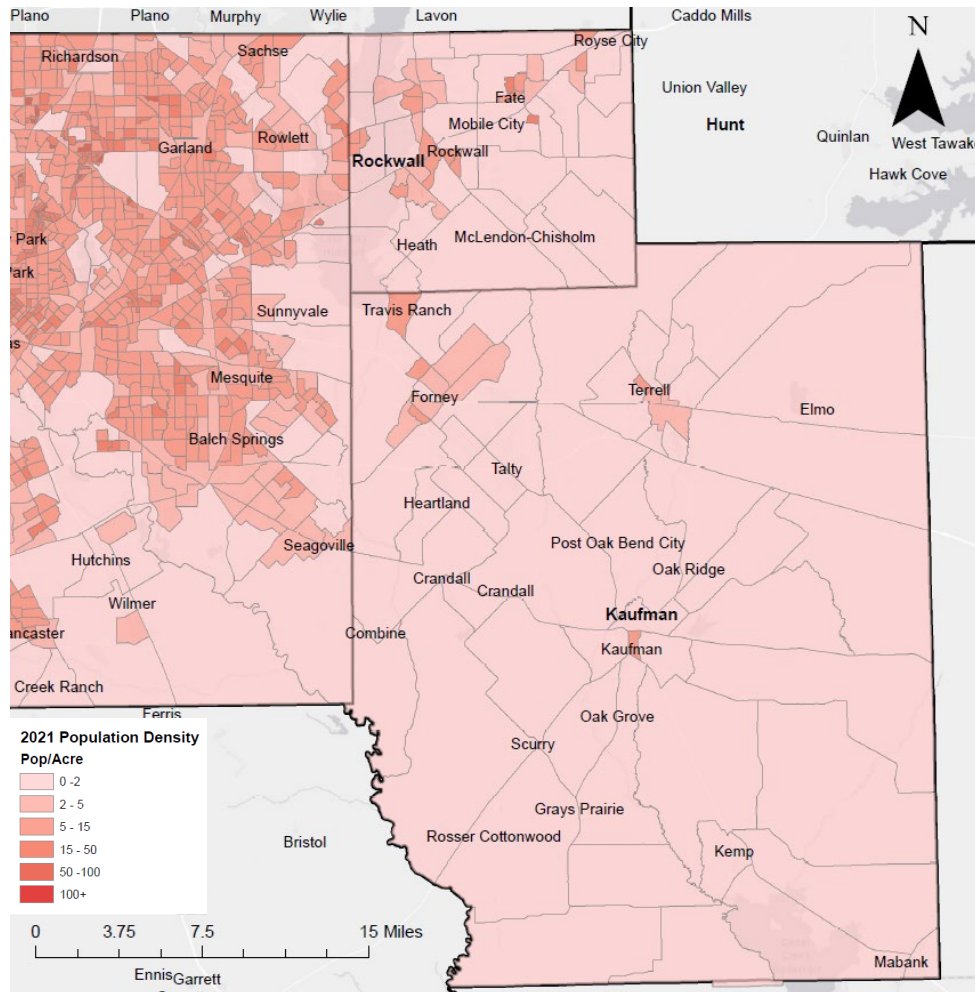 Plano Plano Murphy Wylie Lavon Caddo Mills
Richardson Sachse Royse City N
Union Valley
Fate
Mobile City Hunt
Garland Rowlett Quinlan West Tawako
Rockwall Rockwall
Hawk Cove
Park Heath McLendon-Chisholm
Park
Sunnyvale Travis Ranch
as
Mesquite Forney Terrell Elmo
Balch Springs
Talty
Heartland
Seagoville Post Oak Bend City
Hutchins Oak Ridge
Crandall Crandall
Wilmer Kaufman
ancaster Combine Kaufman
Creek Ranch
Ferris Oak Grove
2021 Population Density
Pop/Acre
0 -2
2 - 5
5 - 15
15 - 50
50 -100
100+
Scurry
Grays Prairie
Bristol Rosser Cottonwood
Kemp
0 3.75 7.5 15 Miles
Mabank
Ennis Garrett